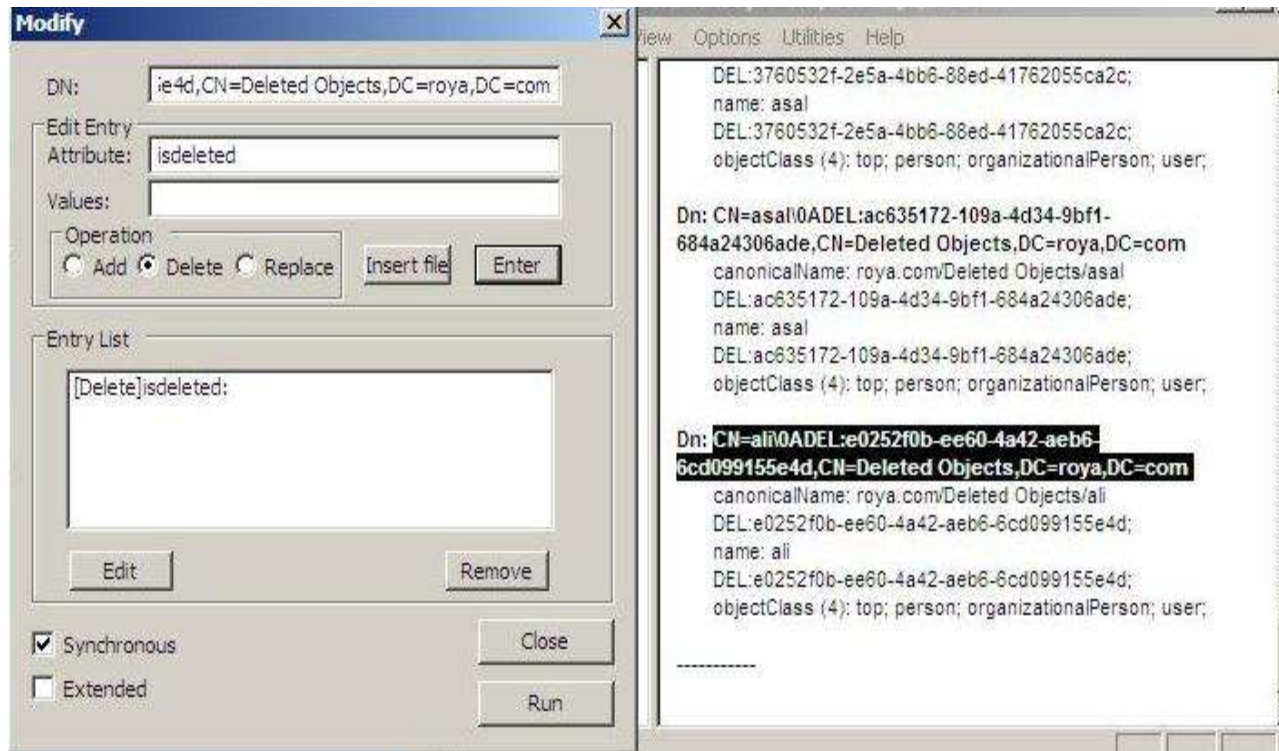 Modify
DN:
ie4d,CN=Deleted Objects,DC=roya,DC=com
Edit Entry
Attribute:
isdeleted
Values:
Operation
Add
Delete
Replace
Insert file
Enter
Entry List
[Delete]isdeleted:
Edit
Remove
Synchronous
Extended
Close
Run
Options Utilities Help
DEL:3760532f-2e5a-4bb6-88ed-41762055ca2c;
name: asal
DEL:3760532f-2e5a-4bb6-88ed-41762055ca2c;
objectClass (4): top; person; organizationalPerson; user;
Dn: CN=asal\0ADEL:ac635172-109a-4d34-9bf1-
684a24306ade,CN=Deleted Objects,DC=roya,DC=com
canonicalName: roya.com/Deleted Objects/asal
DEL:ac635172-109a-4d34-9bf1-684a24306ade;
name: asal
DEL:ac635172-109a-4d34-9bf1-684a24306ade;
objectClass (4): top; person; organizationalPerson; user;
Dn: CN=ali\0ADEL:e0252f0b-ee60-4a42-aeb6-
6cd099155e4d,CN=Deleted Objects,DC=roya,DC=com
canonicalName: roya.com/Deleted Objects/ali
DEL:e0252f0b-ee60-4a42-aeb6-6cd099155e4d;
name: ali
DEL:e0252f0b-ee60-4a42-aeb6-6cd099155e4d;
objectClass (4): top; person; organizationalPerson; user;
-----------